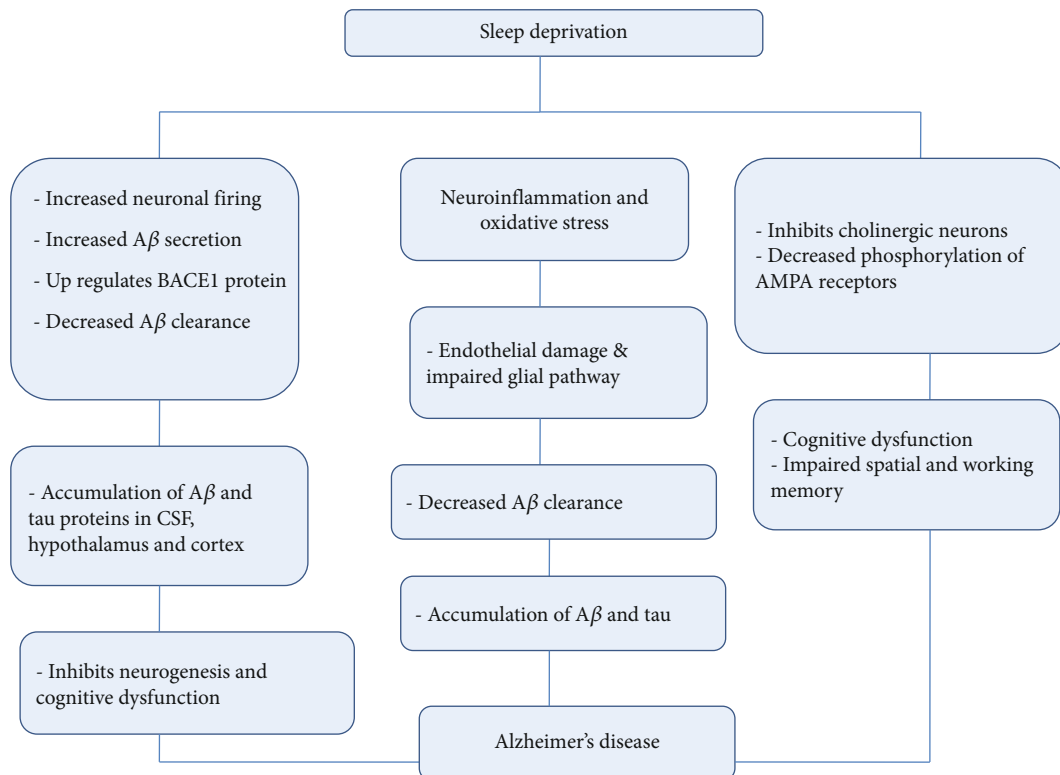 Sleep deprivation
- Increased neuronal firing
- Increased Aβ secretion
- Up regulates BACE1 protein
- Decreased Aβ clearance
- Accumulation of Aβ and
tau proteins in CSF,
hypothalamus and cortex
- Inhibits neurogenesis and
cognitive dysfunction
Neuroinflammation and
oxidative stress
- Endothelial damage &
impaired glial pathway
- Decreased Aβ clearance
- Accumulation of Aβ and tau
- Inhibits cholinergic neurons
- Decreased phosphorylation of
AMPA receptors
- Cognitive dysfunction
- Impaired spatial and working
memory
Alzheimer's disease